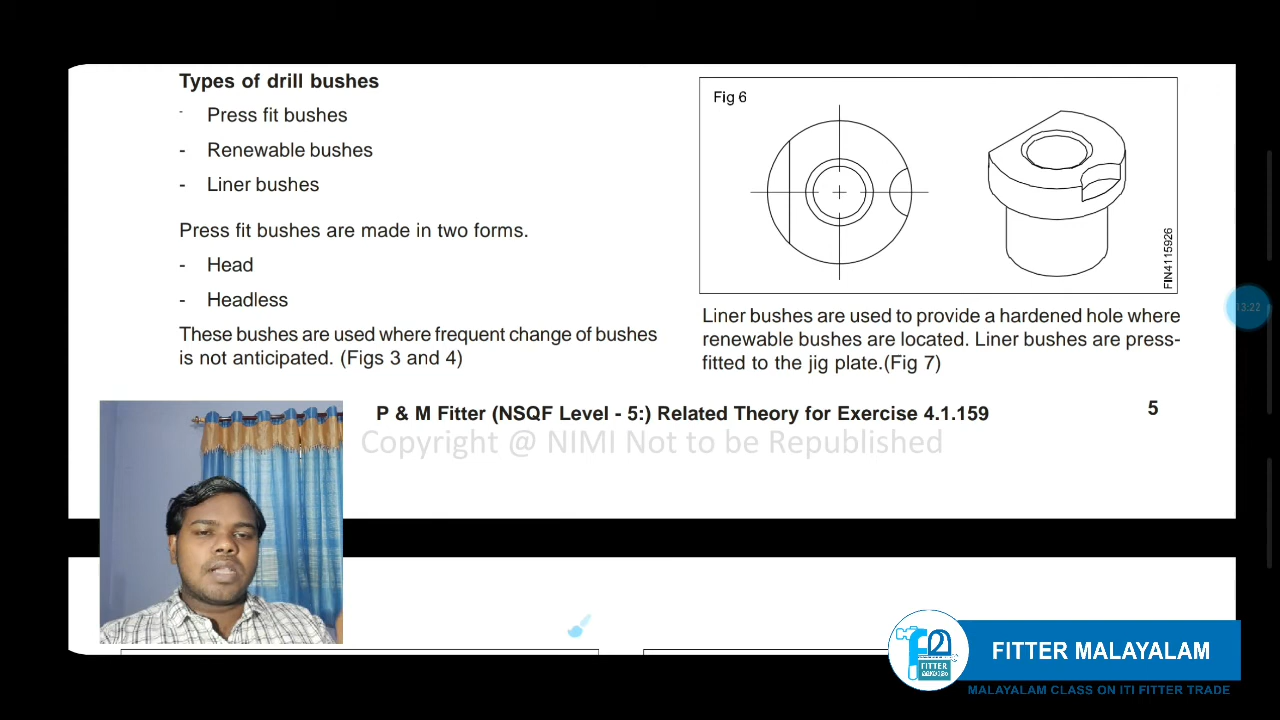 Types of drill bushes
- Press fit bushes
- Renewable bushes
- Liner bushes
Press fit bushes are made in two forms.
- Head
- Headless
These bushes are used where frequent change of bushes
is not anticipated. (Figs 3 and 4)
Fig 6
FIN4115926
Liner bushes are used to provide a hardened hole where
renewable bushes are located. Liner bushes are press-
fitted to the jig plate.(Fig 7)
13:22
P & M Fitter (NSQF Level - 5:) Related Theory for Exercise 4.1.159
5
Copyright @ NIMI Not to be Republished
FITTER
FITTER MALAYALAM
MALAYALAM CLASS ON ITI FITTER TRADE